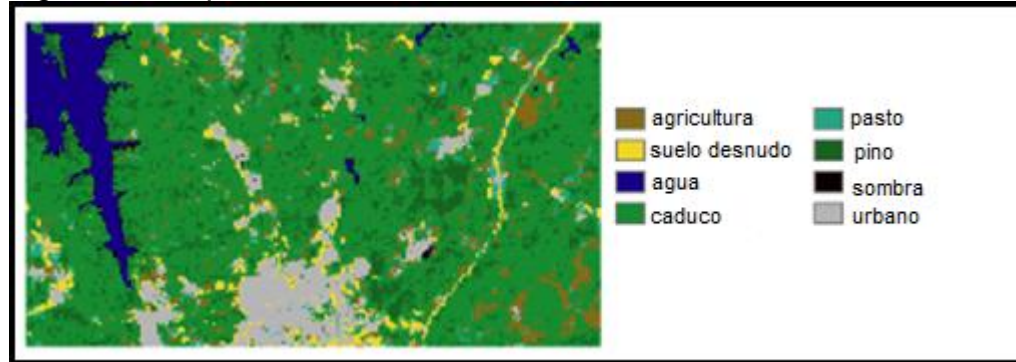 agricultura
suelo desnudo
agua
caduco
pasto
pino
sombra
urbano